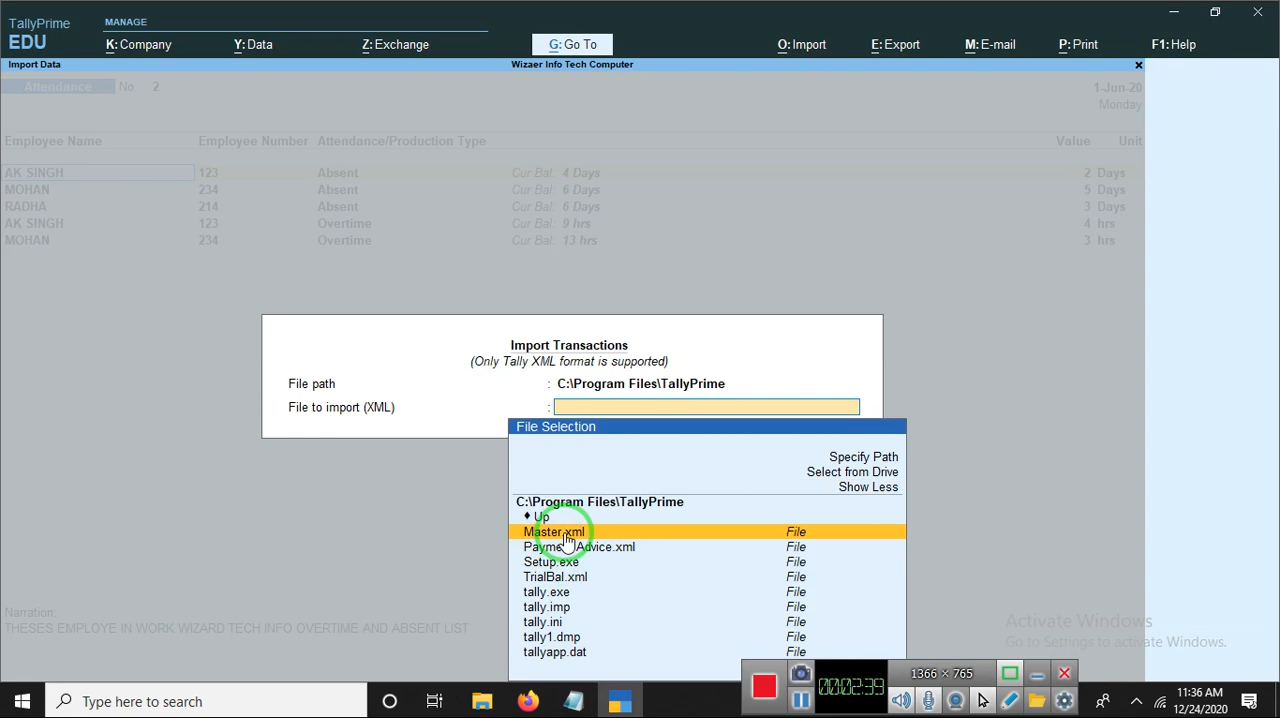 TallyPrime
EDU
MANAGE
K: Company
Y: Data
Z: Exchange
G: Go To
O: Import
E: Export
M: E-mail
P: Print
F1: Help
Import Data
Wizaer Info Tech Computer
Attendance No. 2
1-Jun-20
Monday
Employee Name Employee Number Attendance/Production Type Value Unit
AK SINGH 123 Absent Cur Bal: 4 Days 2 Days
MOHAN 234 Absent Cur Bal: 6 Days 5 Days
RADHA 214 Absent Cur Bal: 6 Days 3 Days
AK SINGH 123 Overtime Cur Bal: 9 hrs 4 hrs
MOHAN 234 Overtime Cur Bal: 13 hrs 3 hrs
Import Transactions
(Only Tally XML format is supported)
File path : C:\Program Files\TallyPrime
File to import (XML) :
File Selection
Specify Path
Select from Drive
Show Less
C:\Program Files\TallyPrime
♦ Up
Master.xml File
Payment Advice.xml File
Setup.exe File
TrialBal.xml File
tally.exe File
tally.imp File
tally.ini File
tally1.dmp File
tallyapp.dat File
Narration:
THESES EMPLOYE IN WORK WIZARD TECH INFO OVERTIME AND ABSENT LIST
Activate Windows
Go to Settings to activate Windows.
00:02:39
1366 × 765
Type here to search
11:36 AM
12/24/2020